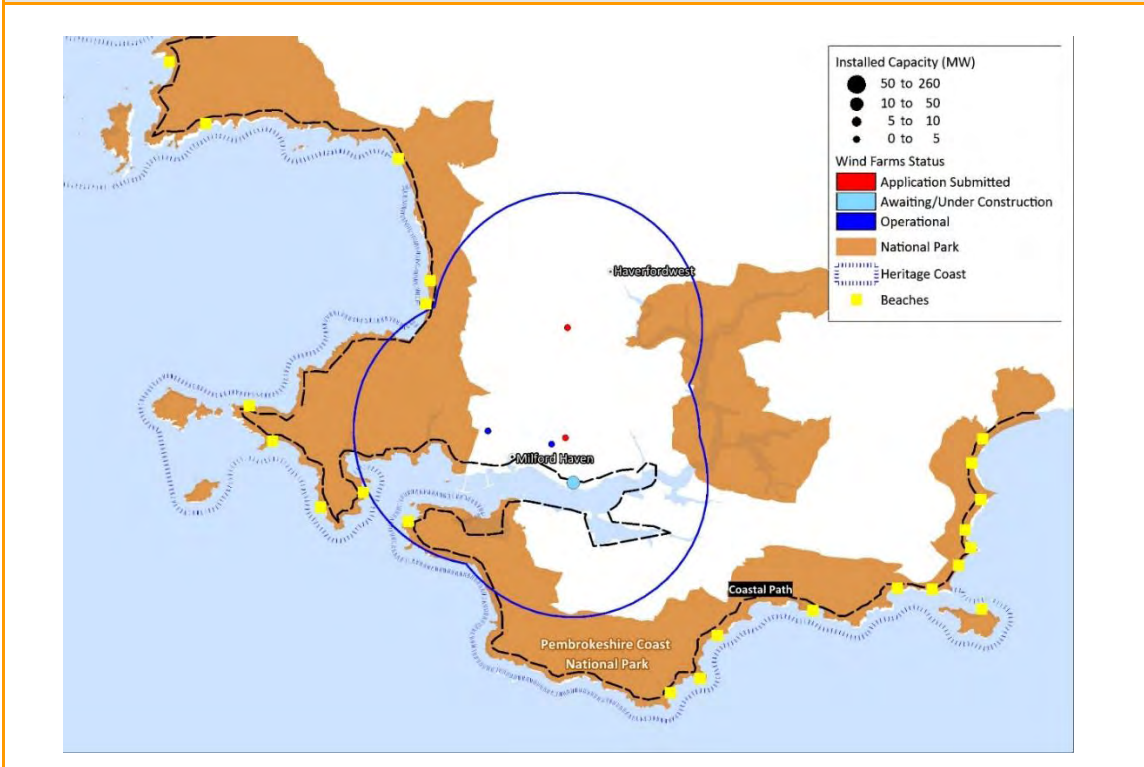 Installed Capacity (MW)
50 to 260
10 to 50
5 to 10
0 to 5
Wind Farms Status
Application Submitted
Awaiting/Under Construction
Operational
National Park
Heritage Coast
Beaches
Haverfordwest
Milford Haven
Coastal Path
Pembrokeshire Coast
National Park